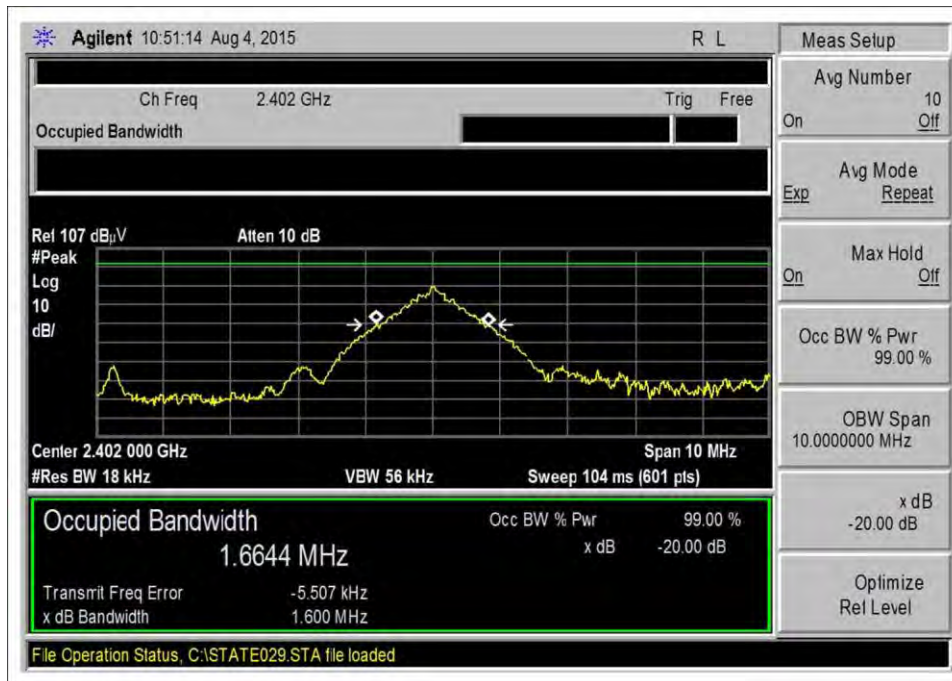 Agilent 10:51:14 Aug 4, 2015 R L
Ch Freq 2.402 GHz Trig Free
Occupied Bandwidth
Ref 107 dBµV Atten 10 dB
#Peak
Log
10
dB/
Center 2.402 000 GHz Span 10 MHz
#Res BW 18 kHz VBW 56 kHz Sweep 104 ms (601 pts)
Occupied Bandwidth Occ BW % Pwr 99.00 %
1.6644 MHz x dB -20.00 dB
Transmit Freq Error -5.507 kHz
x dB Bandwidth 1.600 MHz
File Operation Status, C:\STATE029.STA file loaded
Meas Setup
Avg Number
10
On Off
Avg Mode
Exp Repeat
Max Hold
On Off
Occ BW % Pwr
99.00 %
OBW Span
10.0000000 MHz
x dB
-20.00 dB
Optimize
Ref Level